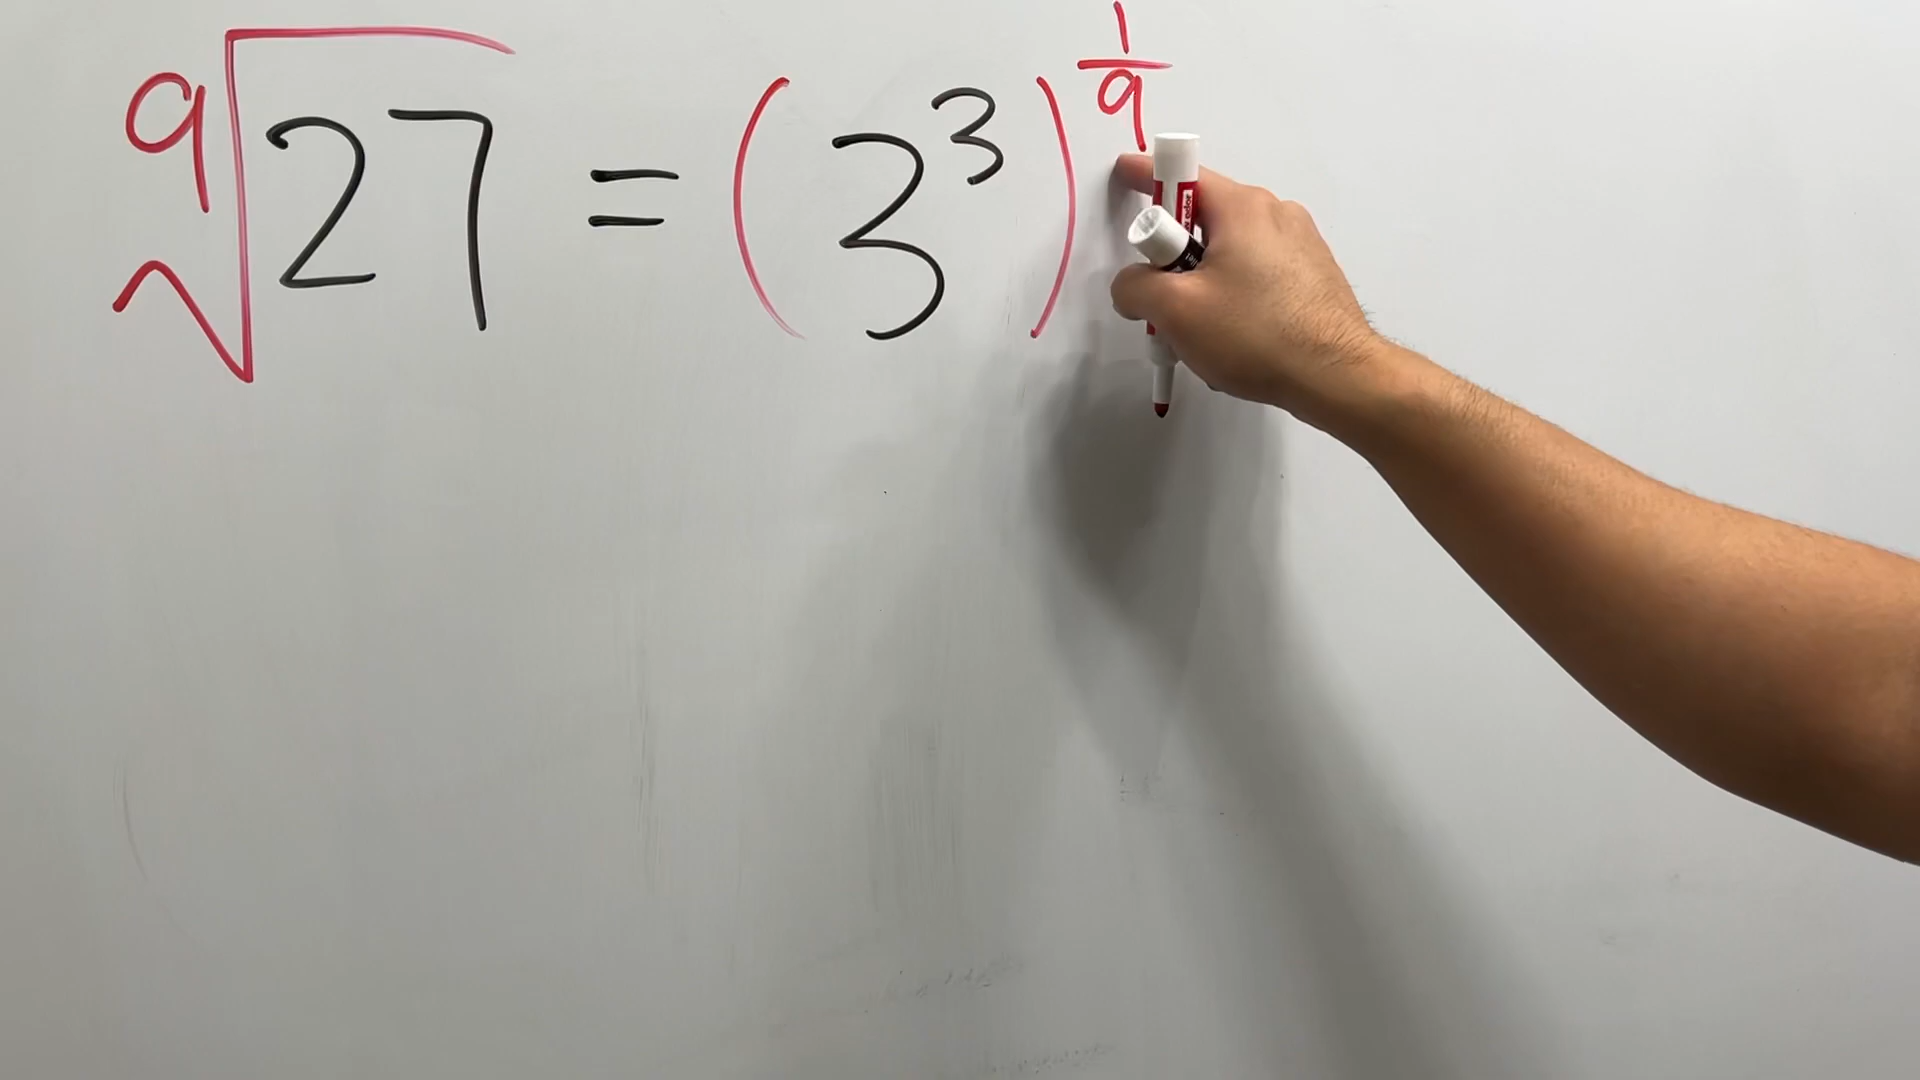 ⁹√27 = (3³)^(1/9)